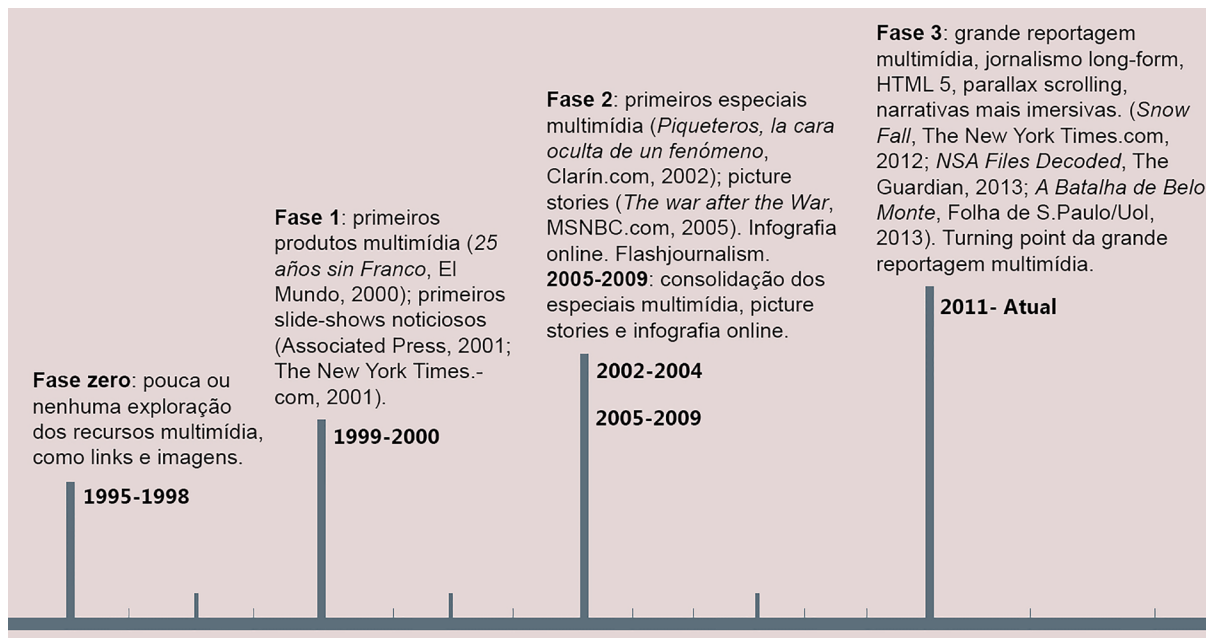 Fase zero: pouca ou
nenhuma exploração
dos recursos multimídia,
como links e imagens.
1995-1998
Fase 1: primeiros
produtos multimídia (25
años sin Franco, El
Mundo, 2000); primeiros
slide-shows noticiosos
(Associated Press, 2001;
The New York Times.-
com, 2001).
1999-2000
Fase 2: primeiros especiais
multimídia (Piqueteros, la cara
oculta de un fenómeno,
Clarín.com, 2002); picture
stories (The war after the War,
MSNBC.com, 2005). Infografia
online. Flashjournalism.
2005-2009: consolidação dos
especiais multimídia, picture
stories e infografia online.
2002-2004
2005-2009
Fase 3: grande reportagem
multimídia, jornalismo long-form,
HTML 5, parallax scrolling,
narrativas mais imersivas. (Snow
Fall, The New York Times.com,
2012; NSA Files Decoded, The
Guardian, 2013; A Batalha de Belo
Monte, Folha de S.Paulo/Uol,
2013). Turning point da grande
reportagem multimídia.
2011- Atual